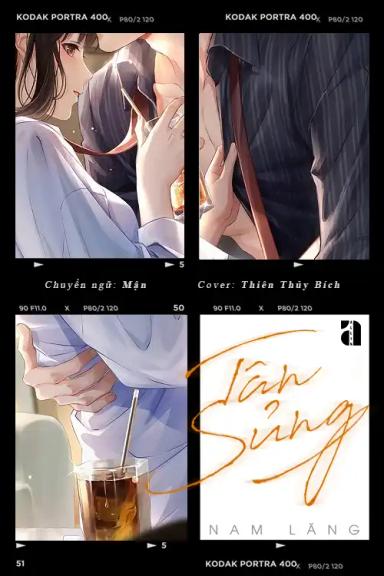 KODAK PORTRA 400
X
P80/2 120
KODAK PORTRA 400
X
P80/2 120
5
Chuyển ngữ: Mận
Cover: Thiên Thủy Bích
90 F11.0
X
P80/2 120
50
90 F11.0
X
P80/2 120
a
Tân
Sủng
NAM LĂNG
5
51
KODAK PORTRA 400
X
P80/2 120